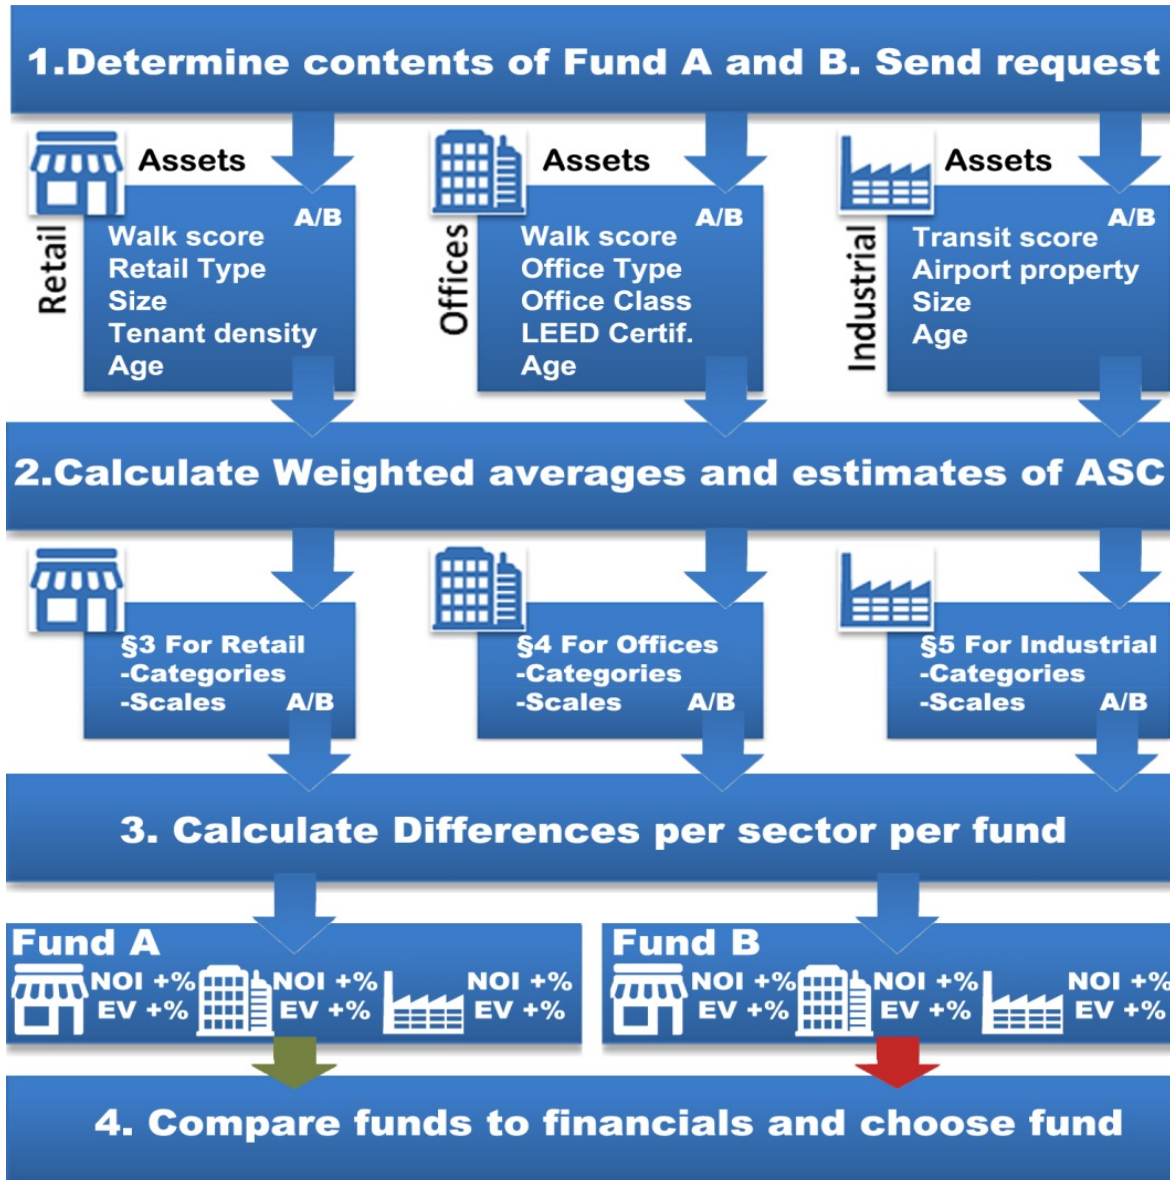 1.Determine contents of Fund A and B. Send request
Retail
Assets
A/B
Walk score
Retail Type
Size
Tenant density
Age
Offices
Assets
A/B
Walk score
Office Type
Office Class
LEED Certif.
Age
Industrial
Assets
A/B
Transit score
Airport property
Size
Age
2.Calculate Weighted averages and estimates of ASC
§3 For Retail
-Categories
-Scales A/B
§4 For Offices
-Categories
-Scales A/B
§5 For Industrial
-Categories
-Scales A/B
3. Calculate Differences per sector per fund
Fund A
NOI +% NOI +% NOI +%
EV +% EV +% EV +%
Fund B
NOI +% NOI +% NOI +%
EV +% EV +% EV +%
4. Compare funds to financials and choose fund